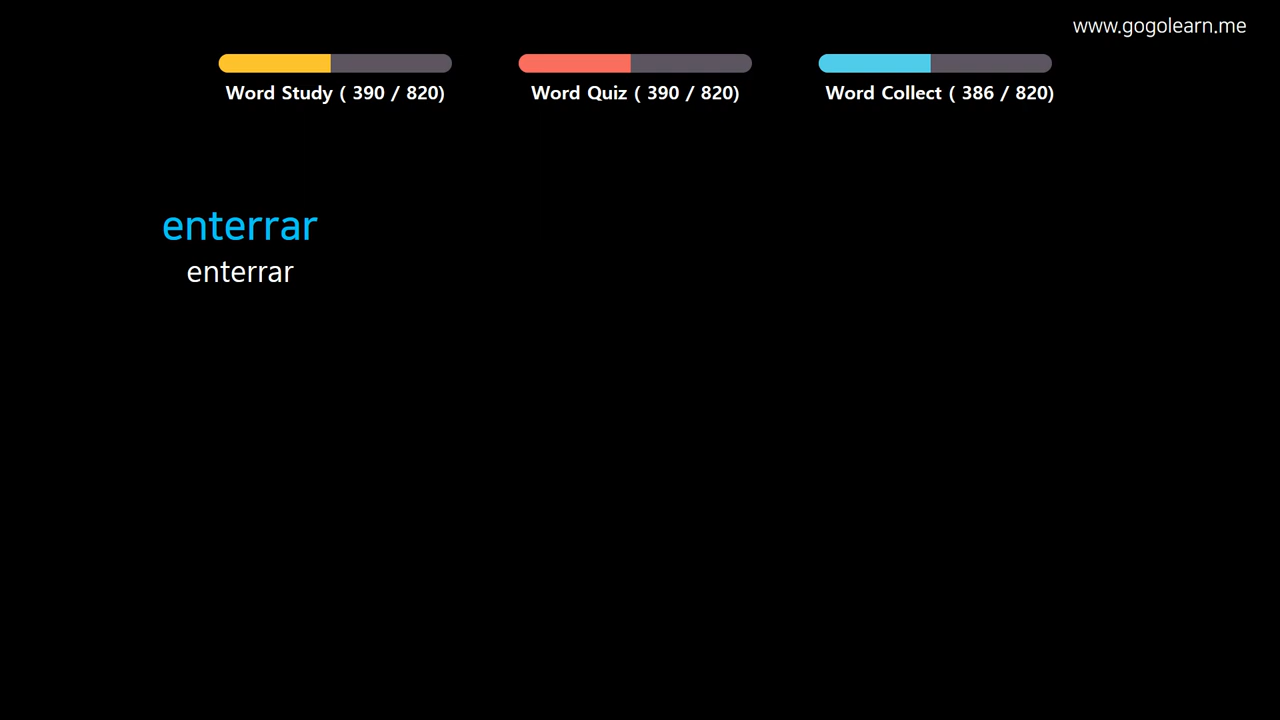 www.gogolearn.me
Word Study ( 390 / 820)
Word Quiz ( 390 / 820)
Word Collect ( 386 / 820)
enterrar
enterrar